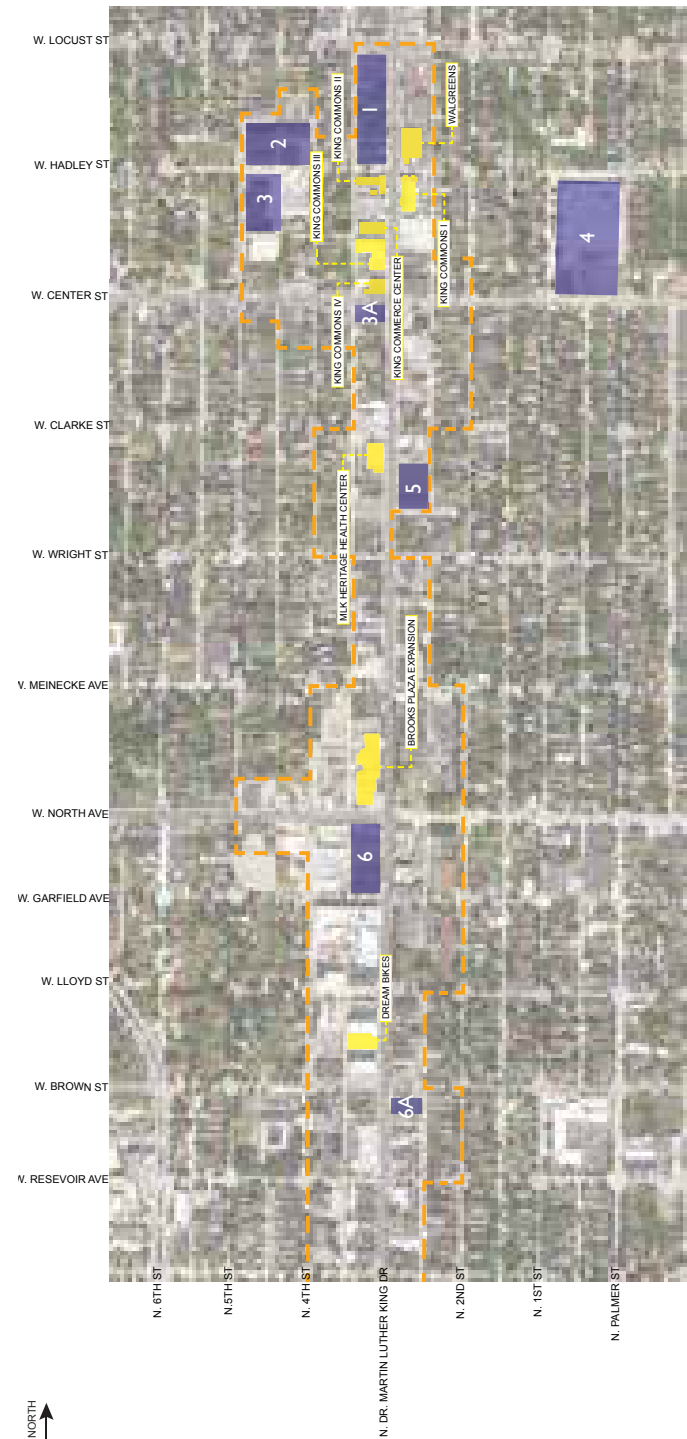 W. LOCUST ST
W. HADLEY ST
W. CENTER ST
W. CLARKE ST
W. WRIGHT ST
W. MEINECKE AVE
W. NORTH AVE
W. GARFIELD AVE
W. LLOYD ST
W. BROWN ST
W. RESEVOIR AVE
KING COMMONS II
KING COMMONS III
KING COMMONS IV
WALGREENS
KING COMMONS I
KING COMMERCE CENTER
MLK HERITAGE HEALTH CENTER
BROOKS PLAZA EXPANSION
DREAM BIKES
1
2
3
4
3A
5
6
6A
N. 6TH ST
N.5TH ST
N. 4TH ST
N. DR. MARTIN LUTHER KING DR
N. 2ND ST
N. 1ST ST
N. PALMER ST
NORTH